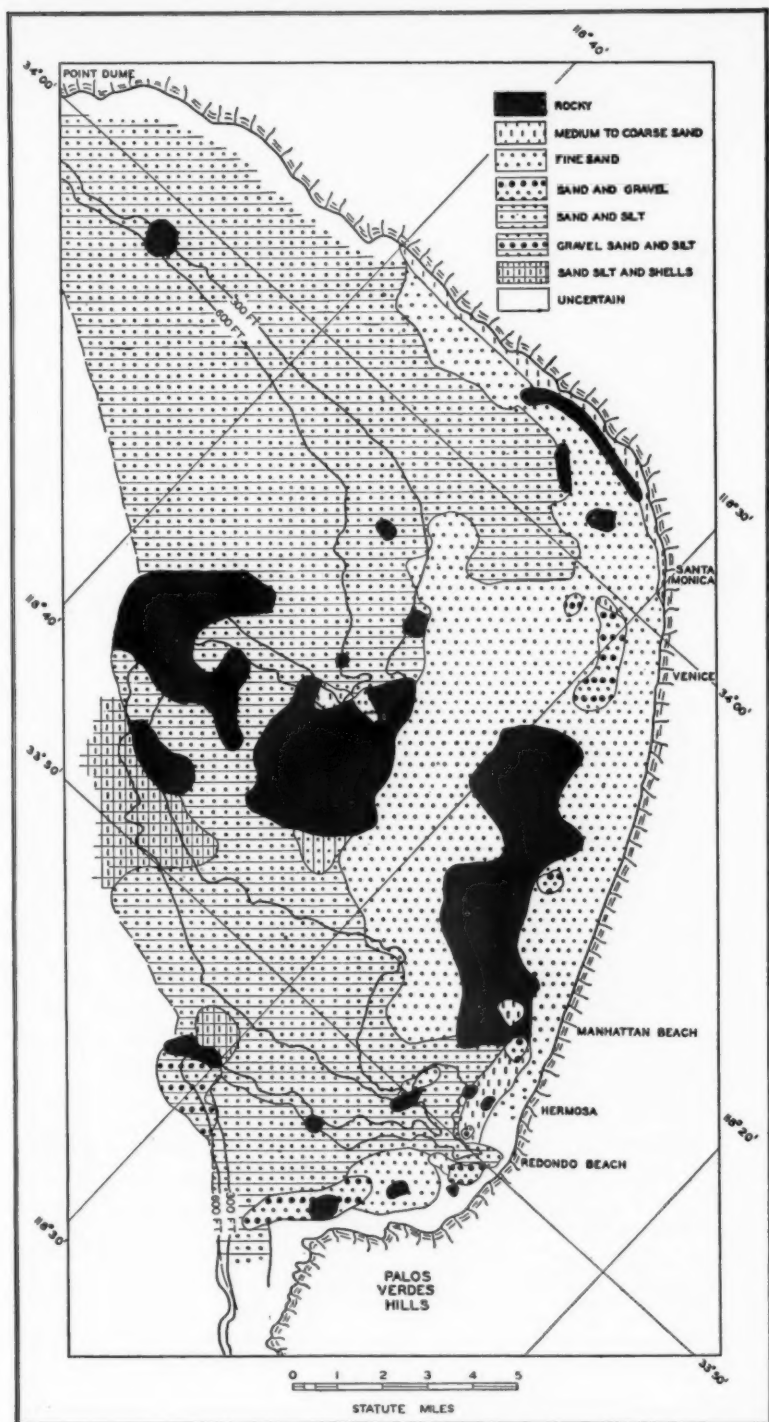 118°40'
34°00'
POINT DUME
ROCKY
MEDIUM TO COARSE SAND
FINE SAND
SAND AND GRAVEL
SAND AND SILT
GRAVEL SAND AND SILT
SAND SILT AND SHELLS
UNCERTAIN
300 FT
600 FT
118°30'
SANTA
MONICA
118°40'
VENICE
34°00'
33°50'
MANHATTAN BEACH
HERMOSA
118°20'
REDONDO BEACH
600 FT
300 FT
118°30'
PALOS
VERDES
HILLS
33°50'
0 1 2 3 4 5
STATUTE MILES